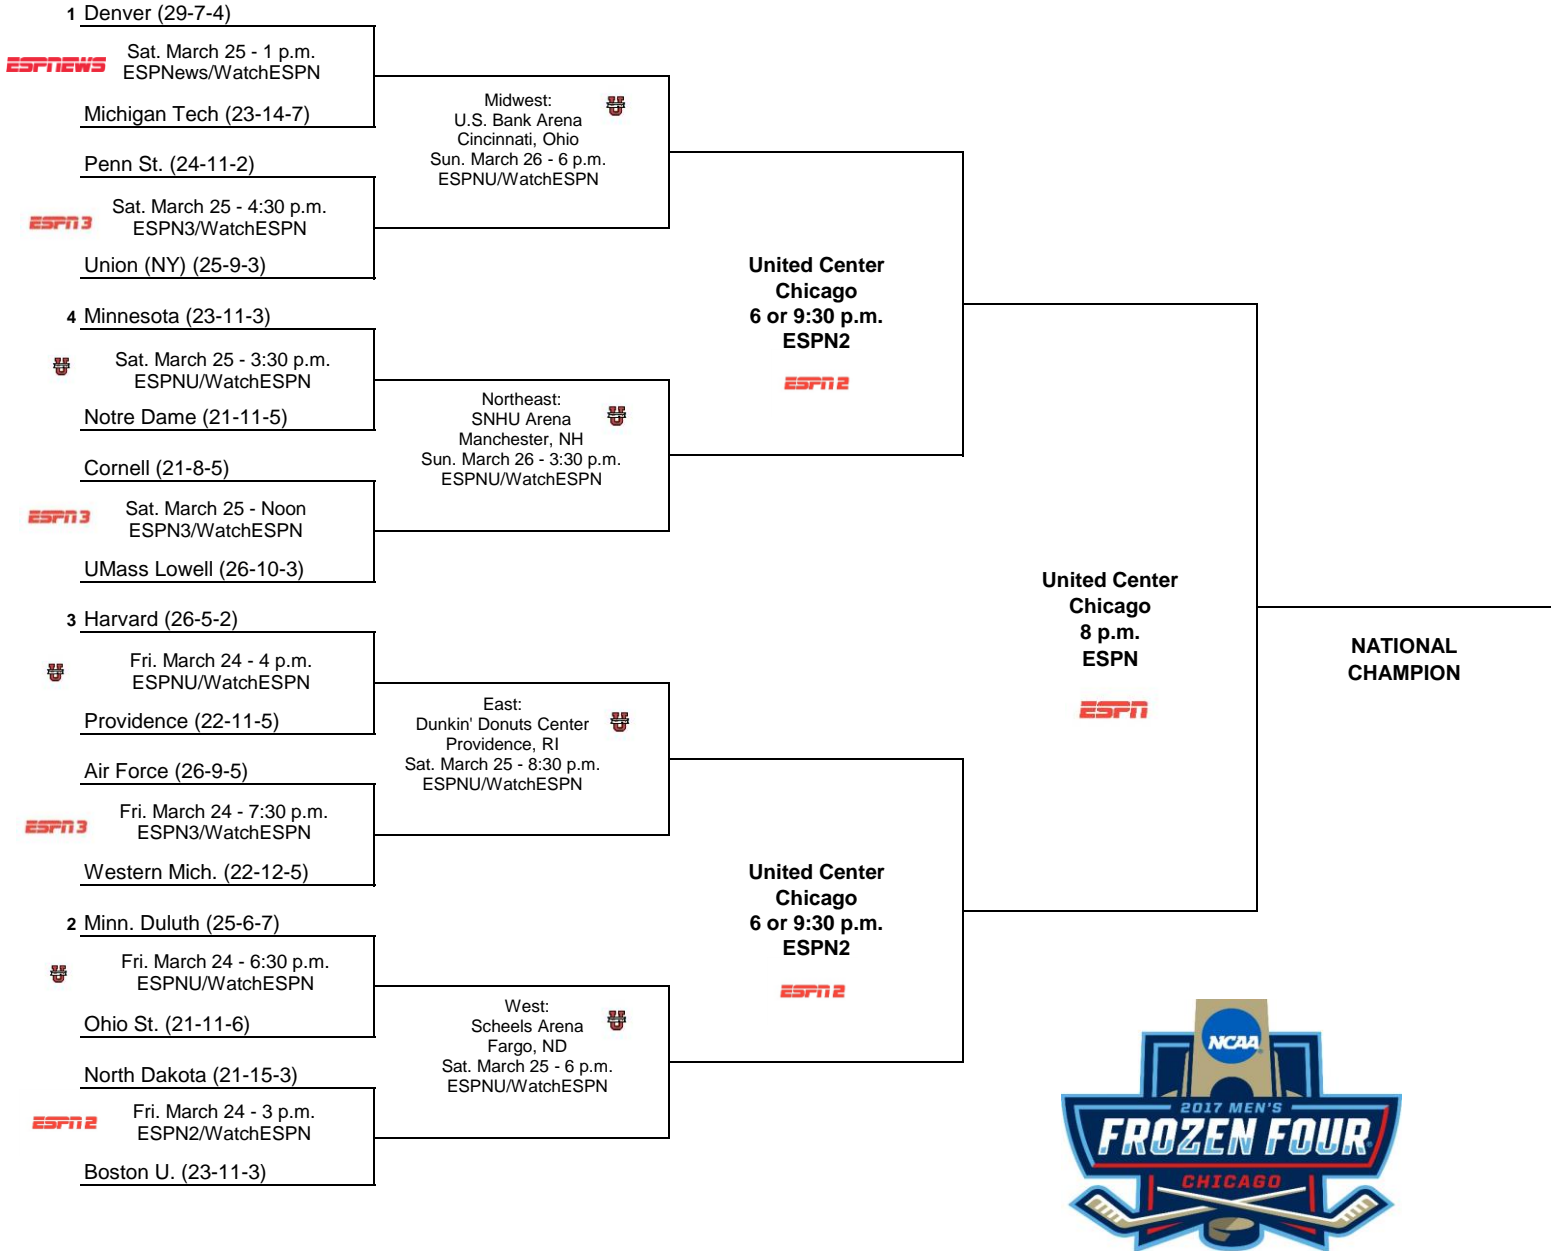 1 Denver (29-7-4)
ESPNEWS
Sat. March 25 - 1 p.m.
ESPNews/WatchESPN
Michigan Tech (23-14-7)
Midwest:
U.S. Bank Arena
Cincinnati, Ohio
Sun. March 26 - 6 p.m.
ESPNU/WatchESPN
Penn St. (24-11-2)
Sat. March 25 - 4:30 p.m.
ESPN3
ESPN3/WatchESPN
Union (NY) (25-9-3)
United Center
Chicago
6 or 9:30 p.m.
ESPN2
ESPN2
4 Minnesota (23-11-3)
Sat. March 25 - 3:30 p.m.
ESPNU/WatchESPN
Notre Dame (21-11-5)
Northeast:
SNHU Arena
Manchester, NH
Sun. March 26 - 3:30 p.m.
ESPNU/WatchESPN
Cornell (21-8-5)
ESPN3
Sat. March 25 - Noon
ESPN3/WatchESPN
UMass Lowell (26-10-3)
United Center
Chicago
8 p.m.
ESPN
ESPN
NATIONAL
CHAMPION
3 Harvard (26-5-2)
Fri. March 24 - 4 p.m.
ESPNU/WatchESPN
Providence (22-11-5)
East:
Dunkin' Donuts Center
Providence, RI
Sat. March 25 - 8:30 p.m.
ESPNU/WatchESPN
Air Force (26-9-5)
Fri. March 24 - 7:30 p.m.
ESPN3
ESPN3/WatchESPN
Western Mich. (22-12-5)
United Center
Chicago
6 or 9:30 p.m.
ESPN2
ESPN2
2 Minn. Duluth (25-6-7)
Fri. March 24 - 6:30 p.m.
ESPNU/WatchESPN
Ohio St. (21-11-6)
West:
Scheels Arena
Fargo, ND
Sat. March 25 - 6 p.m.
ESPNU/WatchESPN
North Dakota (21-15-3)
Fri. March 24 - 3 p.m.
ESPN2
ESPN2/WatchESPN
Boston U. (23-11-3)
NCAA
2017 MEN'S
FROZEN FOUR
CHICAGO